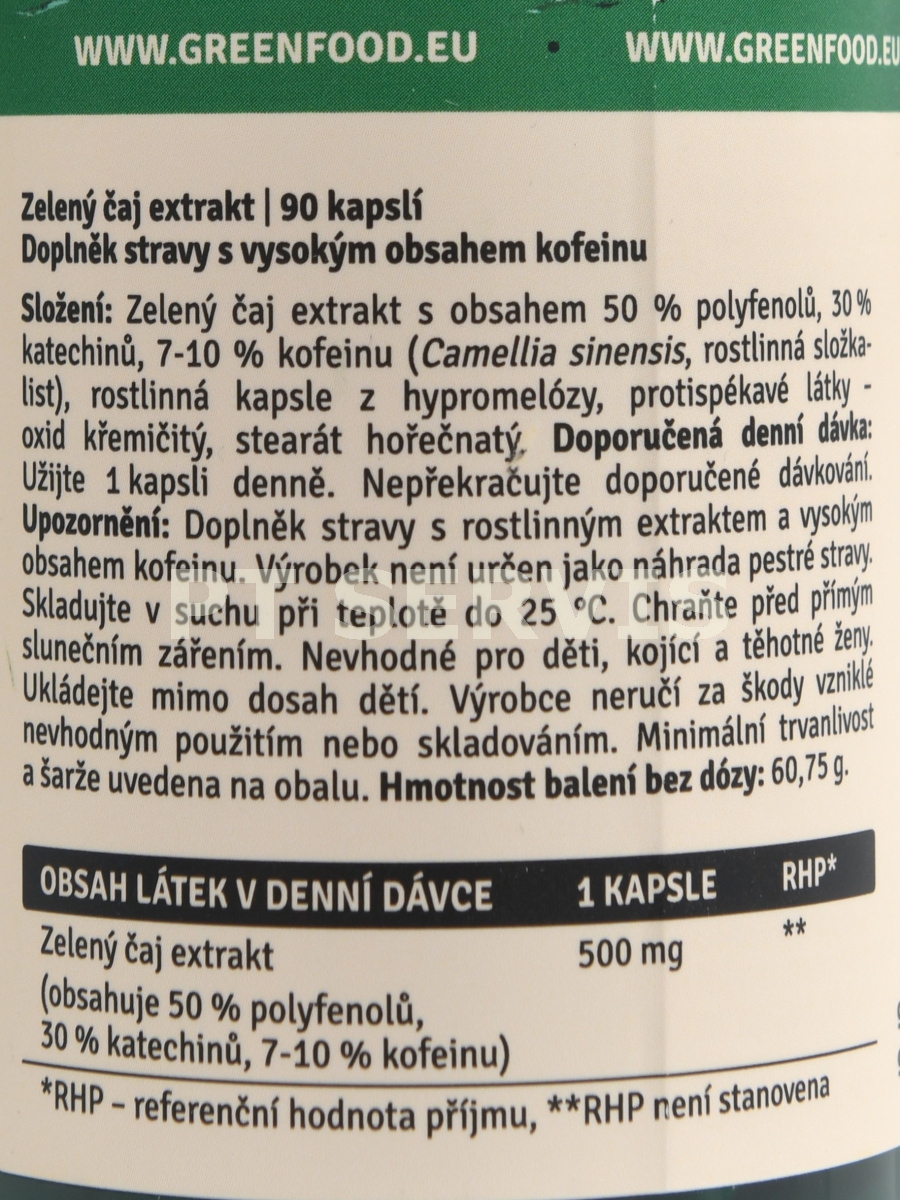 WWW.GREENFOOD.EU • WWW.GREENFOOD.EU
Zelený čaj extrakt | 90 kapslí
Doplněk stravy s vysokým obsahem kofeinu
Složení: Zelený čaj extrakt s obsahem 50 % polyfenolů, 30 %
katechinů, 7-10 % kofeinu (Camellia sinensis, rostlinná složka-
list), rostlinná kapsle z hypromelózy, protispékavé látky -
oxid křemičitý, stearát hořečnatý. Doporučená denní dávka:
Užijte 1 kapsli denně. Nepřekračujte doporučené dávkování.
Upozornění: Doplněk stravy s rostlinným extraktem a vysokým
obsahem kofeinu. Výrobek není určen jako náhrada pestré stravy.
PT SERVIS
Skladujte v suchu při teplotě do 25 °C. Chraňte před přímým
slunečním zářením. Nevhodné pro děti, kojící a těhotné ženy.
Ukládejte mimo dosah dětí. Výrobce neručí za škody vzniklé
nevhodným použitím nebo skladováním. Minimální trvanlivost
a šarže uvedena na obalu. Hmotnost balení bez dózy: 60,75 g.
OBSAH LÁTEK V DENNÍ DÁVCE 1 KAPSLE RHP*
Zelený čaj extrakt 500 mg **
(obsahuje 50 % polyfenolů,
30 % katechinů, 7-10 % kofeinu)
*RHP – referenční hodnota příjmu, **RHP není stanovena